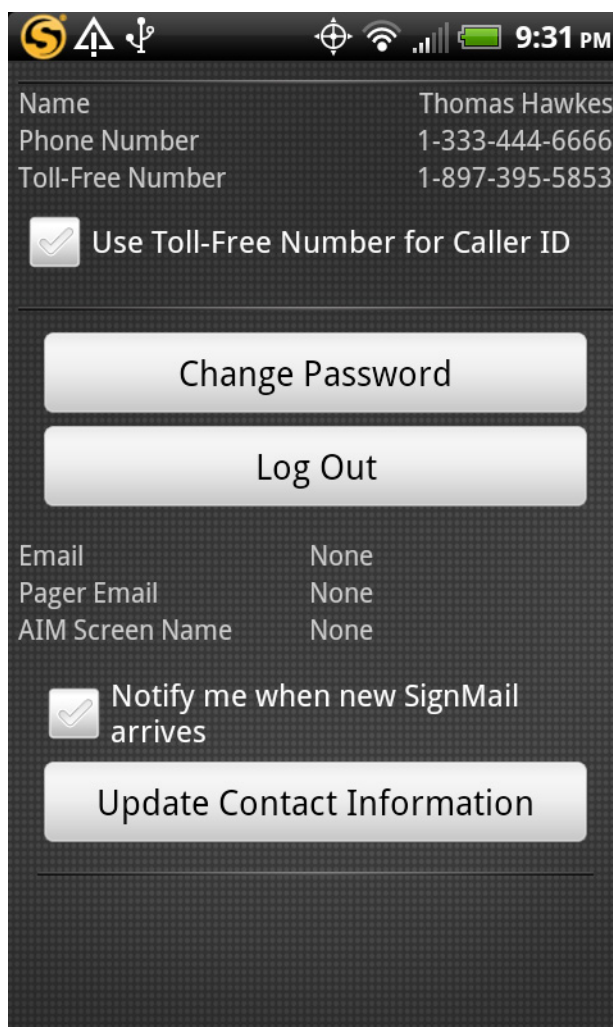 S 9:31 PM
Name Thomas Hawkes
Phone Number 1-333-444-6666
Toll-Free Number 1-897-395-5853
Use Toll-Free Number for Caller ID
Change Password
Log Out
Email None
Pager Email None
AIM Screen Name None
Notify me when new SignMail
arrives
Update Contact Information